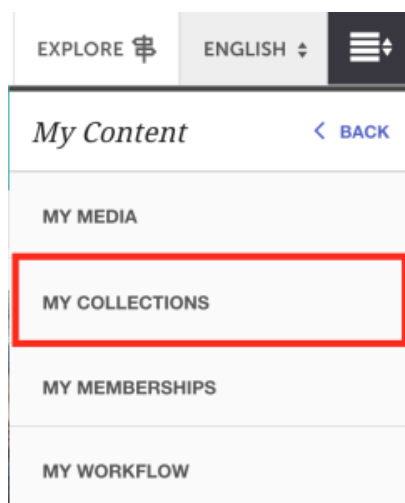 EXPLORE ENGLISH
My Content BACK
MY MEDIA
MY COLLECTIONS
MY MEMBERSHIPS
MY WORKFLOW